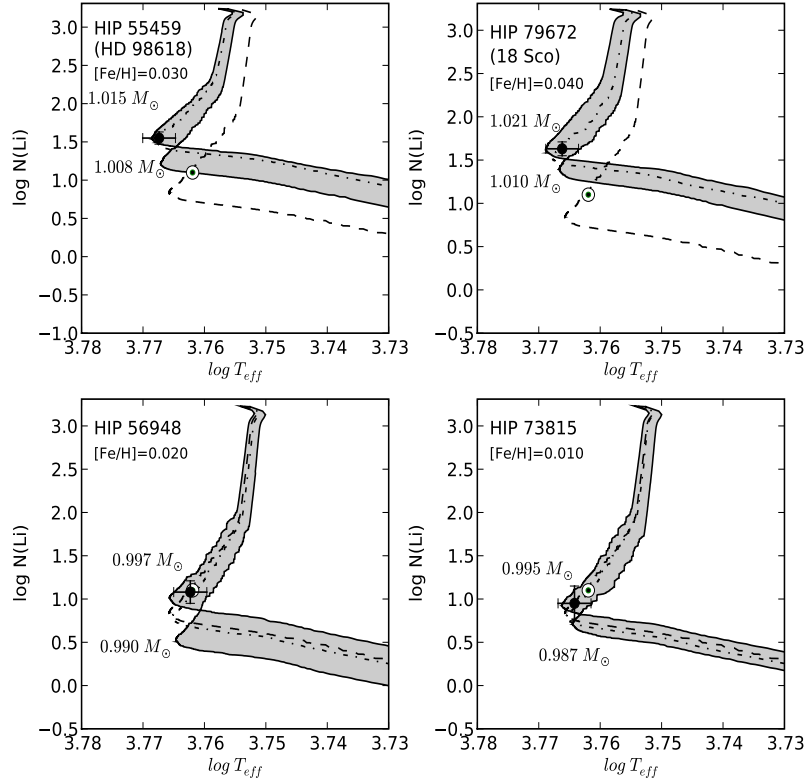 HIP 55459
(HD 98618)
[Fe/H]=0.030
1.015 M⊙
1.008 M⊙
3.0
2.5
2.0
1.5
1.0
0.5
0.0
−0.5
−1.0
log N(Li)
3.78 3.77 3.76 3.75 3.74 3.73
log T_eff
HIP 79672
(18 Sco)
[Fe/H]=0.040
1.021 M⊙
1.010 M⊙
3.0
2.5
2.0
1.5
1.0
0.5
0.0
−0.5
log N(Li)
3.78 3.77 3.76 3.75 3.74 3.73
log T_eff
HIP 56948
[Fe/H]=0.020
0.997 M⊙
0.990 M⊙
3.0
2.5
2.0
1.5
1.0
0.5
0.0
−0.5
log N(Li)
3.78 3.77 3.76 3.75 3.74 3.73
log T_eff
HIP 73815
[Fe/H]=0.010
0.995 M⊙
0.987 M⊙
3.0
2.5
2.0
1.5
1.0
0.5
0.0
−0.5
log N(Li)
3.78 3.77 3.76 3.75 3.74 3.73
log T_eff